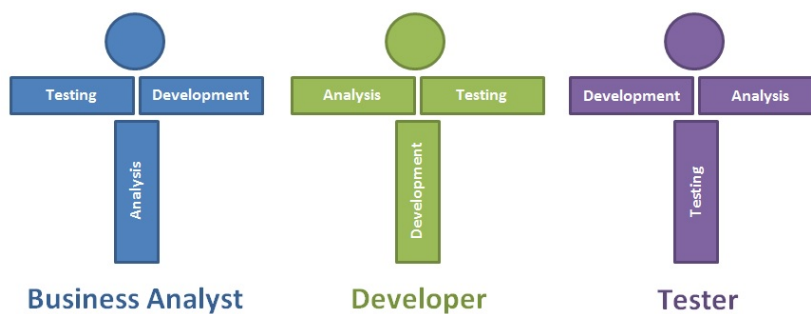 Testing Development
Analysis
Business Analyst
Analysis Testing
Development
Developer
Development Analysis
Testing
Tester